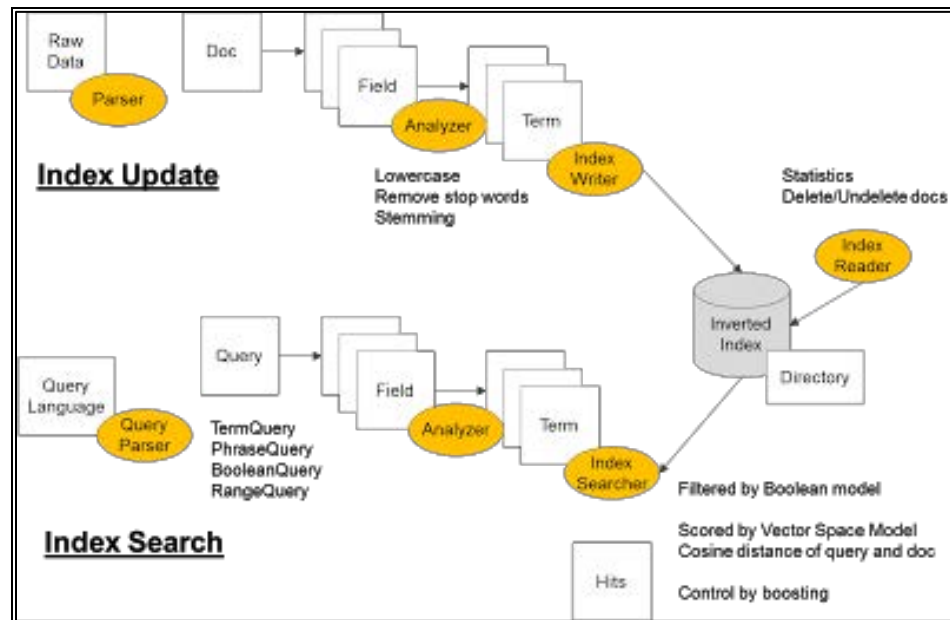 Raw
Data
Parser
Doc
Field
Analyzer
Term
Index
Writer
Index Update
Lowercase
Remove stop words
Stemming
Statistics
Delete/Undelete docs
Index
Reader
Inverted
Index
Directory
Query
Language
Query
Parser
Query
TermQuery
PhraseQuery
BooleanQuery
RangeQuery
Field
Analyzer
Term
Index
Searcher
Index Search
Hits
Filtered by Boolean model
Scored by Vector Space Model
Cosine distance of query and doc
Control by boosting